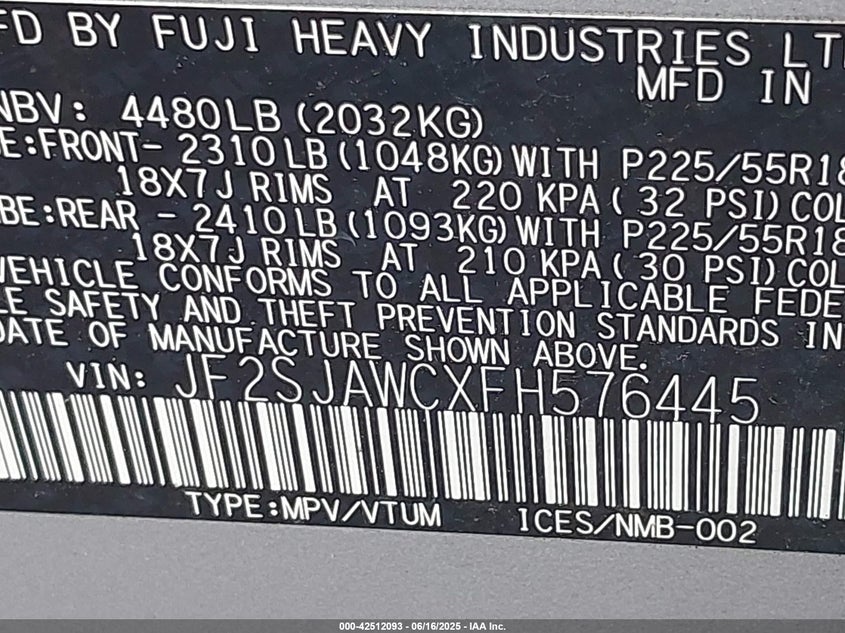 FD BY FUJI HEAVY INDUSTRIES LT
MFD IN
NBV: 4480LB (2032KG)
E:FRONT- 2310LB (1048KG) WITH P225/55R18
18X7J RIMS AT 220 KPA ( 32 PSI) COL
BE:REAR - 2410LB (1093KG) WITH P225/55R18
18X7J RIMS AT 210 KPA ( 30 PSI) COL
VEHICLE CONFORMS TO ALL APPLICABLE FEDE
LE SAFETY AND THEFT PREVENTION STANDARDS IN
DATE OF MANUFACTURE SHOWN ABOVE.
VIN: JF2SJAWCXFH576445
TYPE:MPV/VTUM ICES/NMB-002
000-42512093 - 06/16/2025 - IAA Inc.